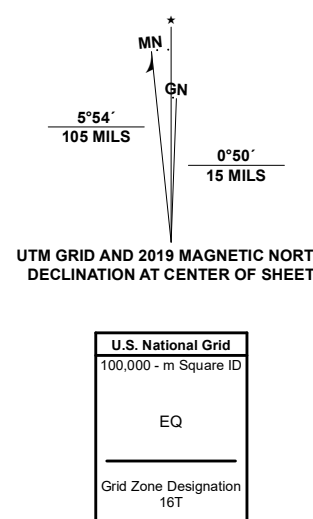 ★
MN
GN
5°54´
105 MILS
0°50´
15 MILS
UTM GRID AND 2019 MAGNETIC NORT
DECLINATION AT CENTER OF SHEET
U.S. National Grid
100,000 - m Square ID
EQ
Grid Zone Designation
16T